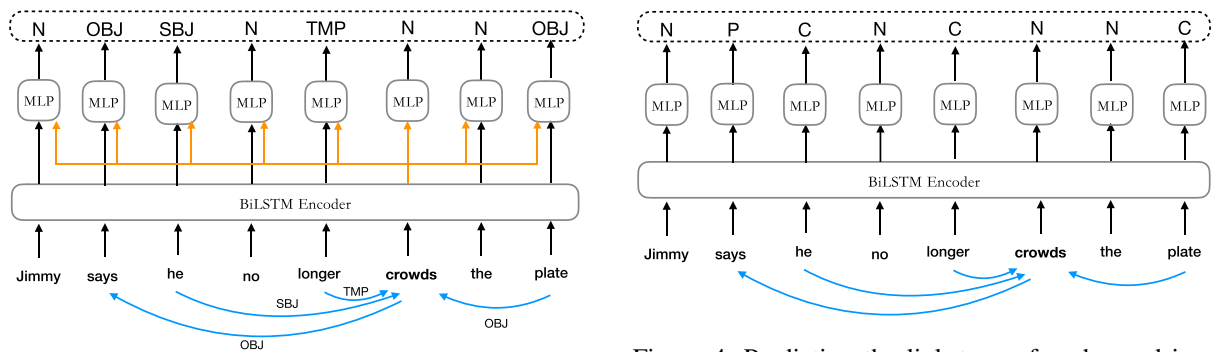 N OBJ SBJ N TMP N N OBJ
MLP MLP MLP MLP MLP MLP MLP MLP
BiLSTM Encoder
Jimmy says he no longer crowds the plate
TMP
SBJ
OBJ
OBJ
N P C N C N N C
MLP MLP MLP MLP MLP MLP MLP MLP
BiLSTM Encoder
Jimmy says he no longer crowds the plate